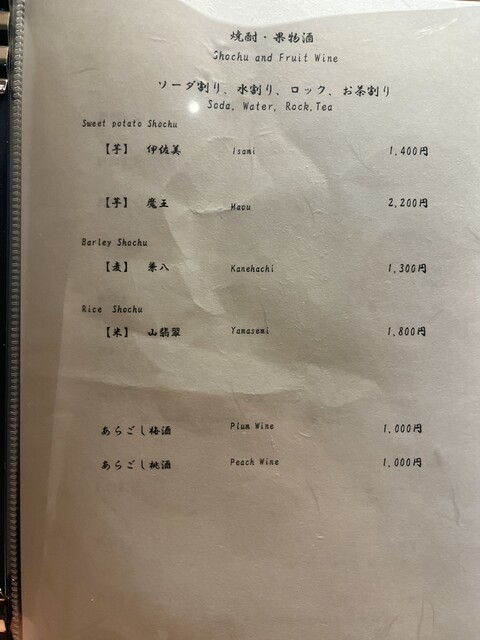 焼酎・果物酒
Shochu and Fruit Wine
ソーダ割り、水割り、ロック、お茶割り
Soda, Water, Rock,Tea
Sweet potato Shochu
【芋】 伊佐美 Isami 1,400円
【芋】 魔王 Maou 2,200円
Barley Shochu
【麦】 兼八 Kanehachi 1,300円
Rice Shochu
【米】 山翡翠 Yamasemi 1,800円
あらごし梅酒 Plum Wine 1,000円
あらごし桃酒 Peach Wine 1,000円